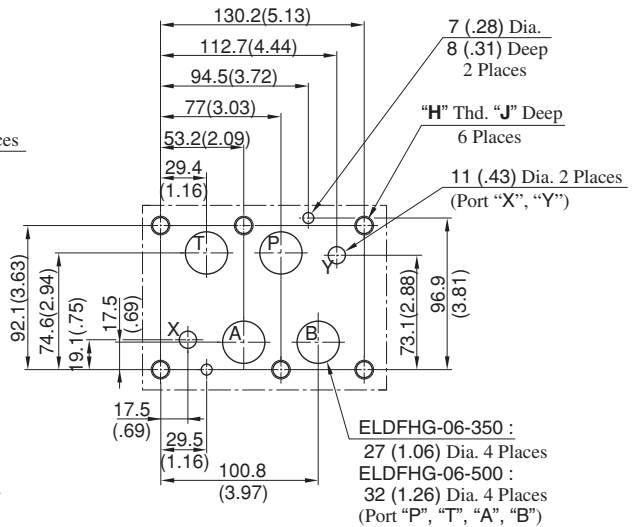 130.2(5.13)
112.7(4.44)
94.5(3.72)
77(3.03)
53.2(2.09)
29.4
(1.16)
7 (.28) Dia.
8 (.31) Deep
2 Places
"H" Thd. "J" Deep
6 Places
11 (.43) Dia. 2 Places
(Port "X", "Y")
T
P
Y
X
A
B
92.1(3.63)
74.6(2.94)
19.1(.75)
17.5
(.69)
73.1(2.88)
96.9
(3.81)
17.5
(.69)
29.5
(1.16)
100.8
(3.97)
ELDFHG-06-350 :
27 (1.06) Dia. 4 Places
ELDFHG-06-500 :
32 (1.26) Dia. 4 Places
(Port "P", "T", "A", "B")